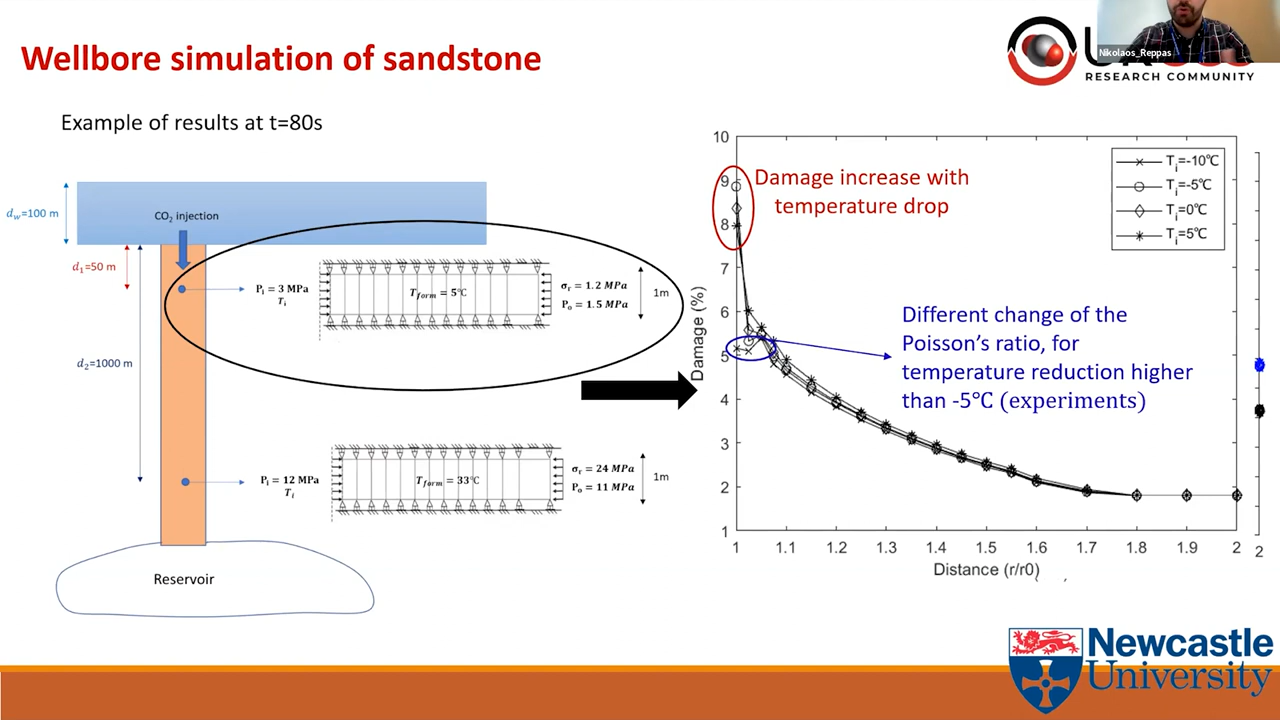 Wellbore simulation of sandstone
Nikolaos_Reppas
RESEARCH COMMUNITY
Example of results at t=80s
d_w=100 m
CO₂ injection
d₁=50 m
P_i = 3 MPa
T_i
T_form = 5℃
σ_r = 1.2 MPa
P_o = 1.5 MPa
1m
d₂=1000 m
P_i = 12 MPa
T_i
T_form = 33℃
σ_r = 24 MPa
P_o = 11 MPa
1m
Reservoir
10
9
8
7
6
5
4
3
2
1
Damage (%)
T_i=-10℃
T_i=-5℃
T_i=0℃
T_i=5℃
Damage increase with
temperature drop
Different change of the
Poisson's ratio, for
temperature reduction higher
than -5℃ (experiments)
1 1.1 1.2 1.3 1.4 1.5 1.6 1.7 1.8 1.9 2 2
Distance (r/r0)
Newcastle
University